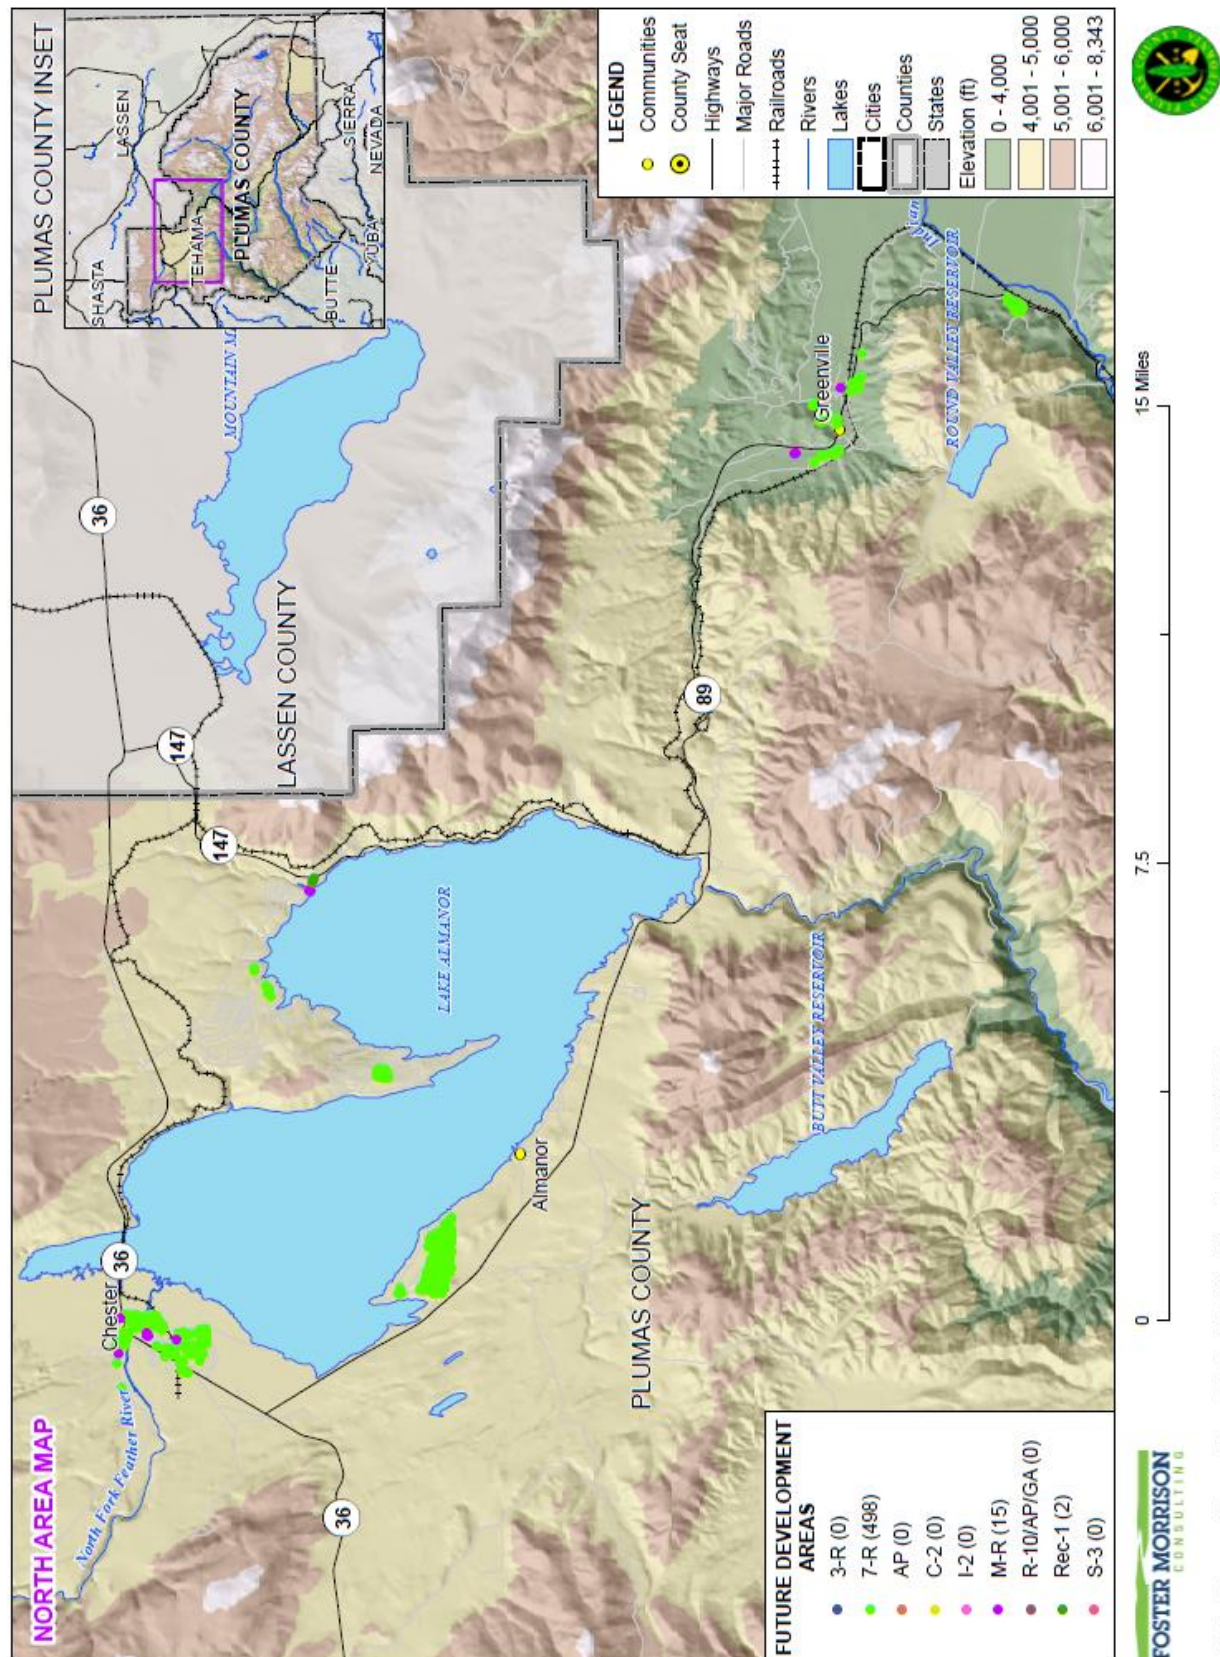 NORTH AREA MAP
PLUMAS COUNTY INSET
SHASTA
LASSEN
TEHAMA
PLUMAS COUNTY
BUTTE
YUBA
SIERRA
NEVADA
36
36
36
147
147
89
Chester
North Fork Feather River
LAKE ALMANOR
MOUNTAIN M
LASSEN COUNTY
Almanor
PLUMAS COUNTY
BUTT VALLEY RESERVOIR
Greenville
ROUND VALLEY RESERVOIR
Indian
LEGEND
Communities
County Seat
Highways
Major Roads
Railroads
Rivers
Lakes
Cities
Counties
States
Elevation (ft)
0 - 4,000
4,001 - 5,000
5,001 - 6,000
6,001 - 8,343
FUTURE DEVELOPMENT
AREAS
3-R (0)
7-R (498)
AP (0)
C-2 (0)
I-2 (0)
M-R (15)
R-10/AP/GA (0)
Rec-1 (2)
S-3 (0)
FOSTER MORRISON
CONSULTING
0
7.5
15 Miles
PLUMAS COUNTY CALIFORNIA